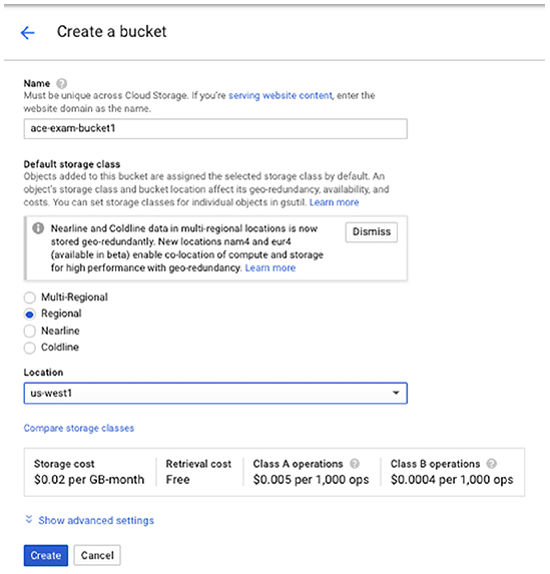 Create a bucket
Name
Must be unique across Cloud Storage. If you're serving website content, enter the
website domain as the name.
ace-exam-bucket1
Default storage class
Objects added to this bucket are assigned the selected storage class by default. An
object's storage class and bucket location affect its geo-redundancy, availability, and
costs. You can set storage classes for individual objects in gsutil. Learn more
Nearline and Coldline data in multi-regional locations is now
stored geo-redundantly. New locations nam4 and eur4
(available in beta) enable co-location of compute and storage
for high performance with geo-redundancy. Learn more
Dismiss
Multi-Regional
Regional
Nearline
Coldline
Location
us-west1
Compare storage classes
Storage cost Retrieval cost Class A operations Class B operations
$0.02 per GB-month Free $0.005 per 1,000 ops $0.0004 per 1,000 ops
Show advanced settings
Create Cancel